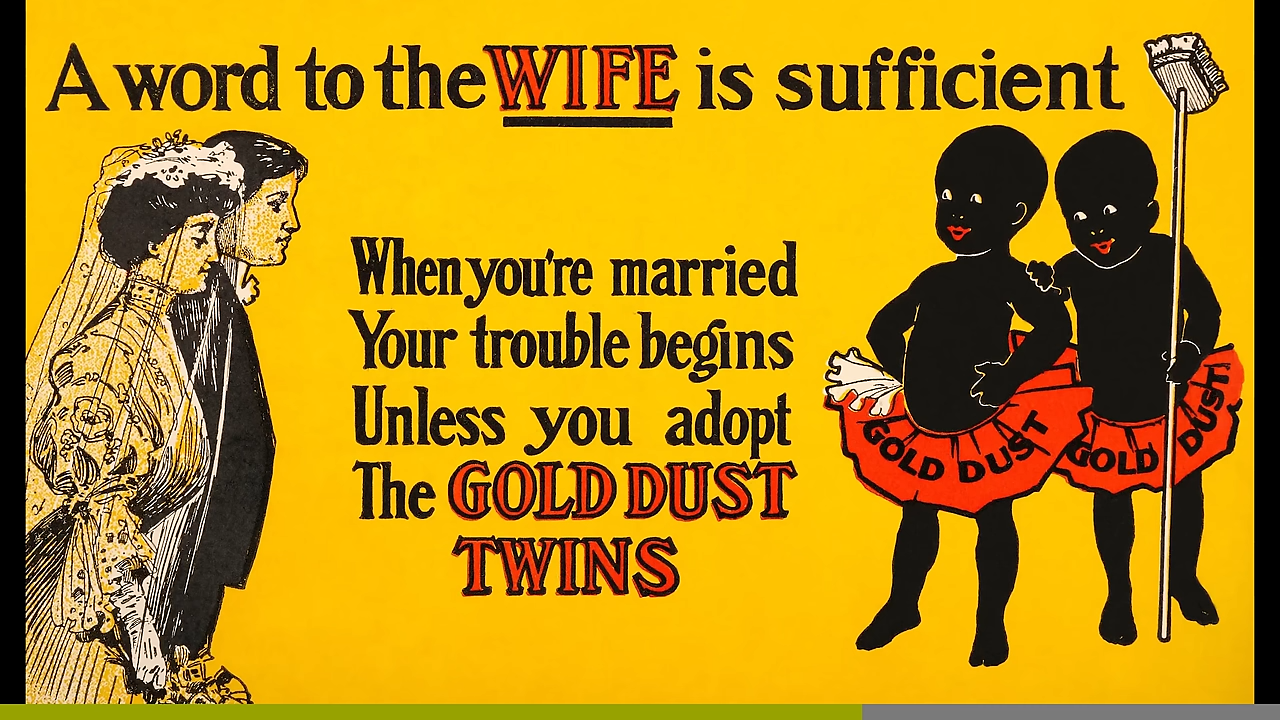 A word to the WIFE is sufficient
When you're married
Your trouble begins
Unless you adopt
The GOLD DUST
TWINS
GOLD DUST
GOLD DUST